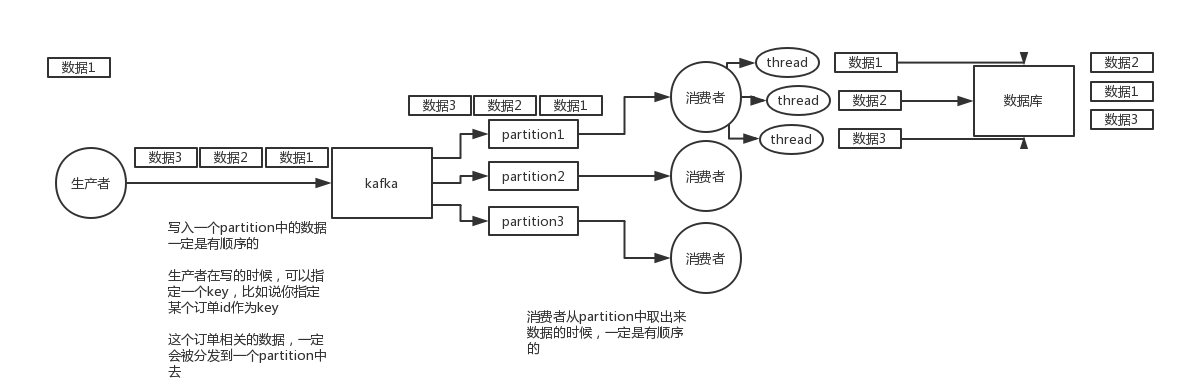 数据1
生产者
数据3 数据2 数据1
kafka
写入一个partition中的数据
一定是有顺序的
生产者在写的时候，可以指
定一个key，比如说你指定
某个订单id作为key
这个订单相关的数据，一定
会被分发到一个partition中
去
数据3 数据2 数据1
partition1
partition2
partition3
消费者
消费者
消费者
消费者从partition中取出来
数据的时候，一定是有顺序
的
thread
thread
thread
数据1
数据2
数据3
数据库
数据2
数据1
数据3